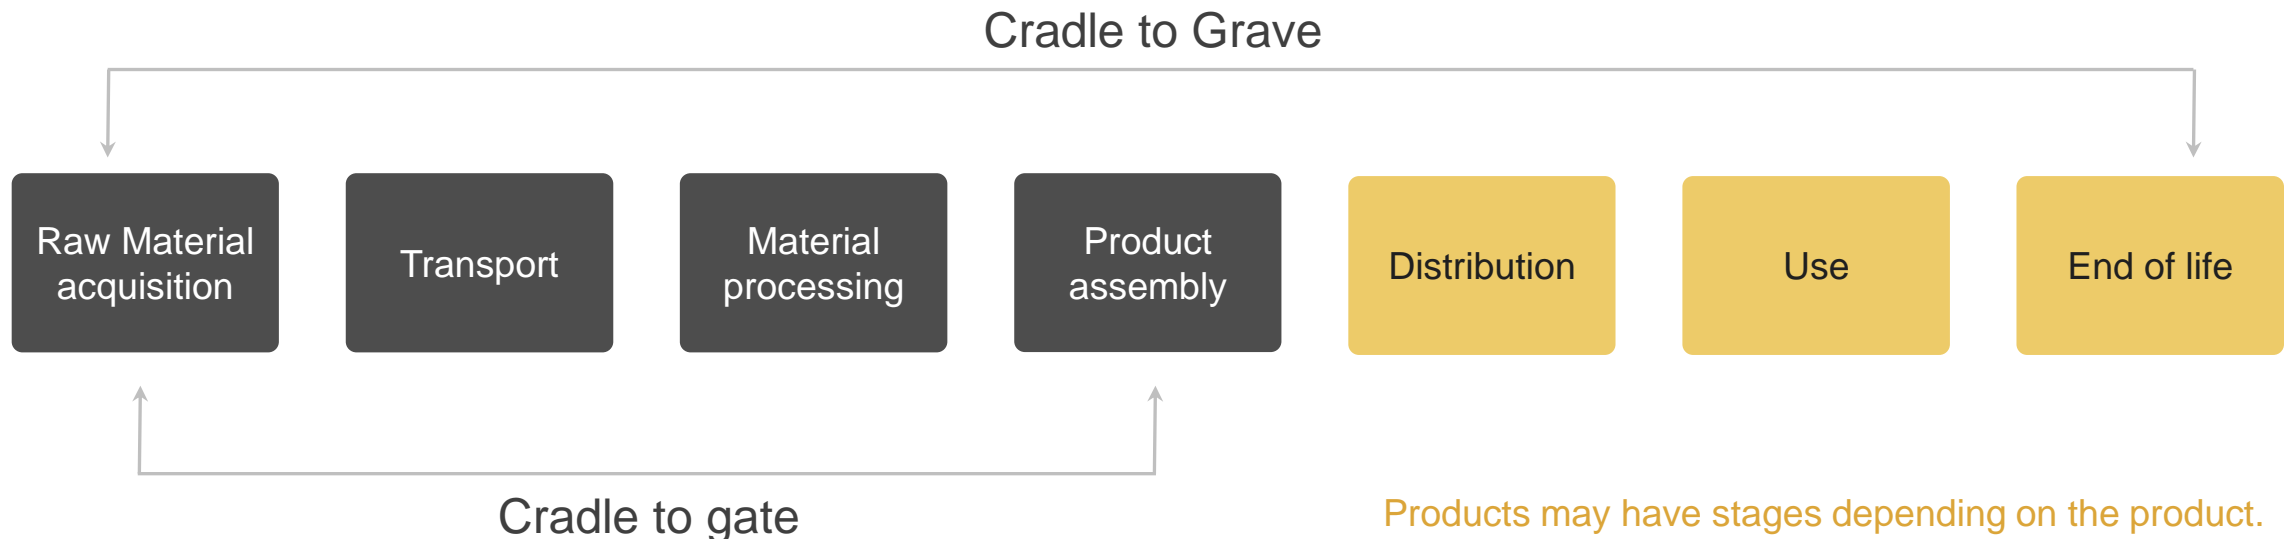 Cradle to Grave
Raw Material
acquisition
Transport
Material
processing
Product
assembly
Distribution
Use
End of life
Cradle to gate
Products may have stages depending on the product.